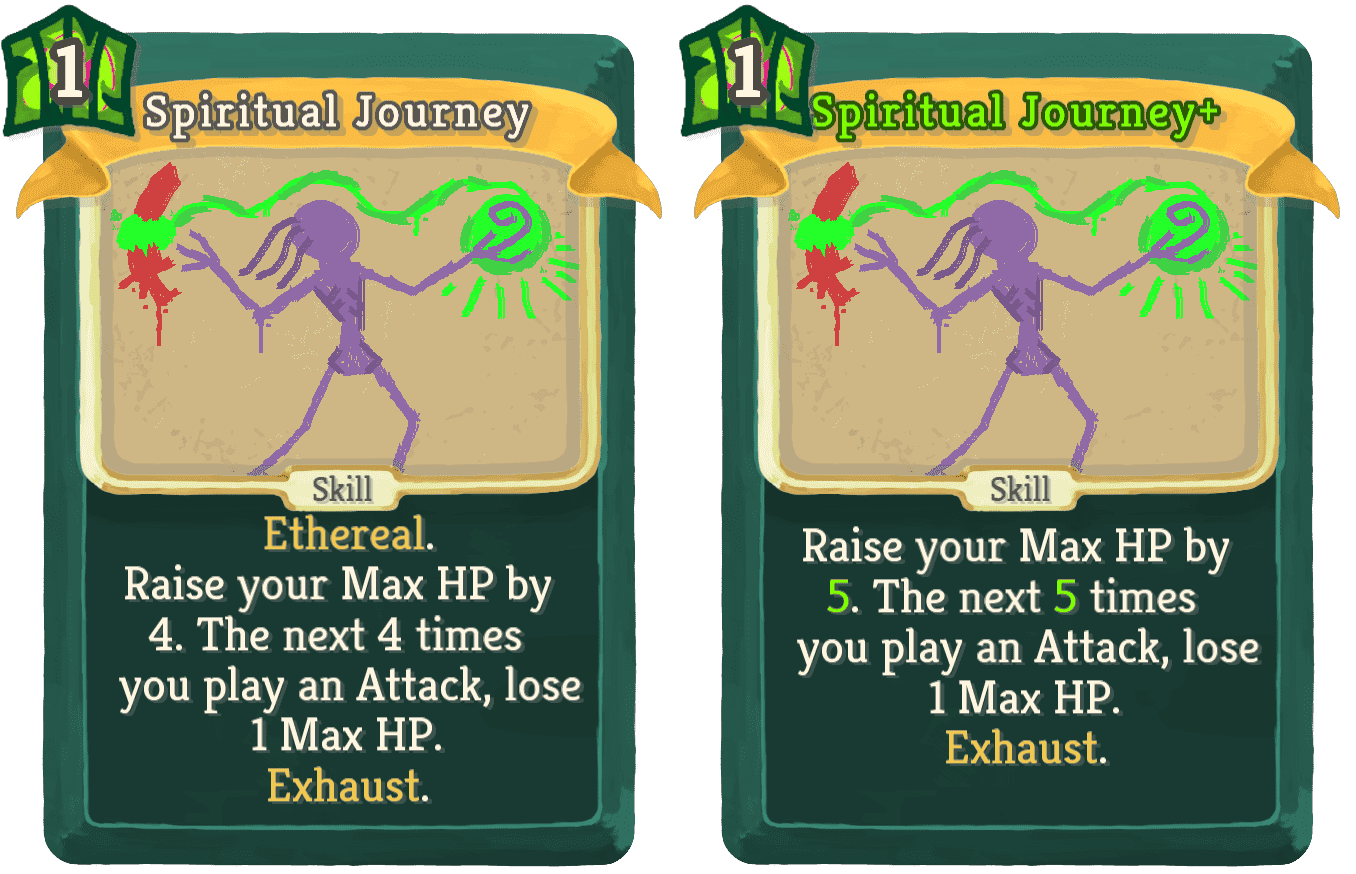 1
Spiritual Journey
Skill
Ethereal.
Raise your Max HP by
4. The next 4 times
you play an Attack, lose
1 Max HP.
Exhaust.
1
Spiritual Journey+
Skill
Raise your Max HP by
5. The next 5 times
you play an Attack, lose
1 Max HP.
Exhaust.